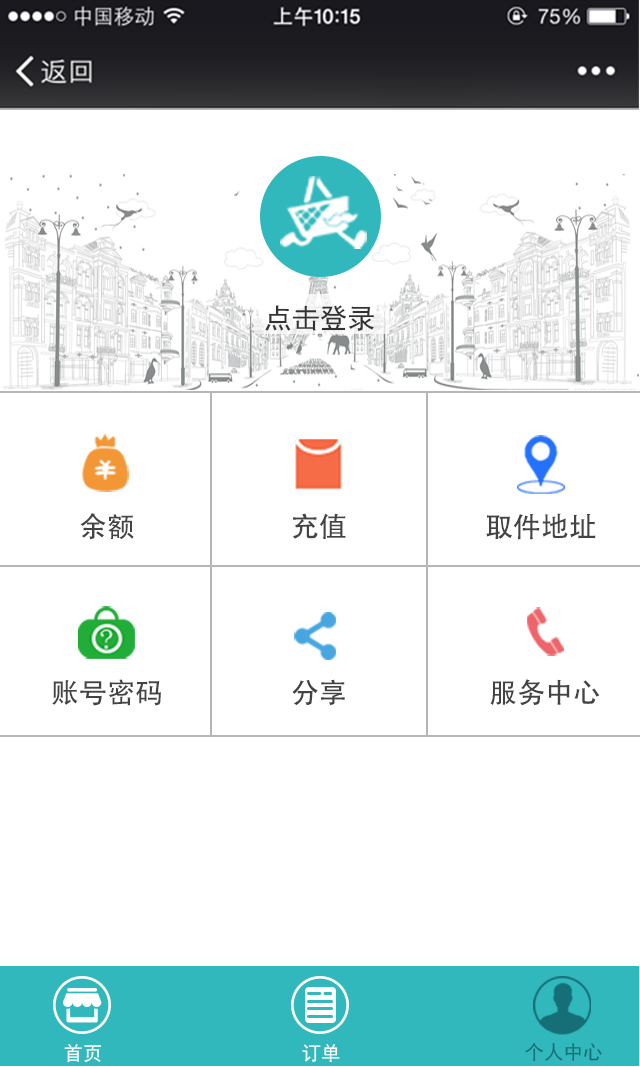 中国移动 上午10:15 75%
返回
点击登录
余额 充值 取件地址
账号密码 分享 服务中心
首页 订单 个人中心